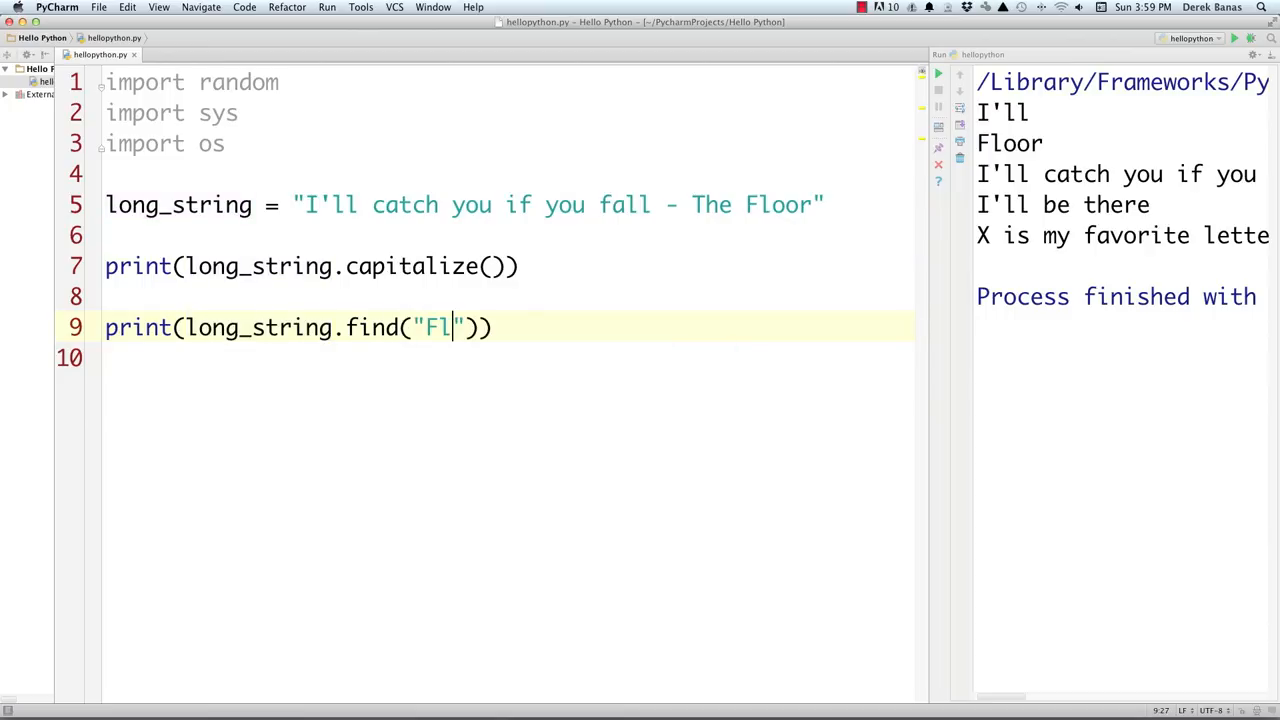 PyCharm File Edit View Navigate Code Refactor Run Tools VCS Window Help 10 Sun 3:59 PM Derek Banas
hellopython.py - Hello Python - [~/PycharmProjects/Hello Python]
Hello Python hellopython.py hellopython
hellopython.py Run hellopython
Hello P
hell
Externa
1 import random
2 import sys
3 import os
4
5 long_string = "I'll catch you if you fall - The Floor"
6
7 print(long_string.capitalize())
8
9 print(long_string.find("Fl"))
10
/Library/Frameworks/Py
I'll
Floor
I'll catch you if you
I'll be there
X is my favorite lette
Process finished with
9:27 LF UTF-8